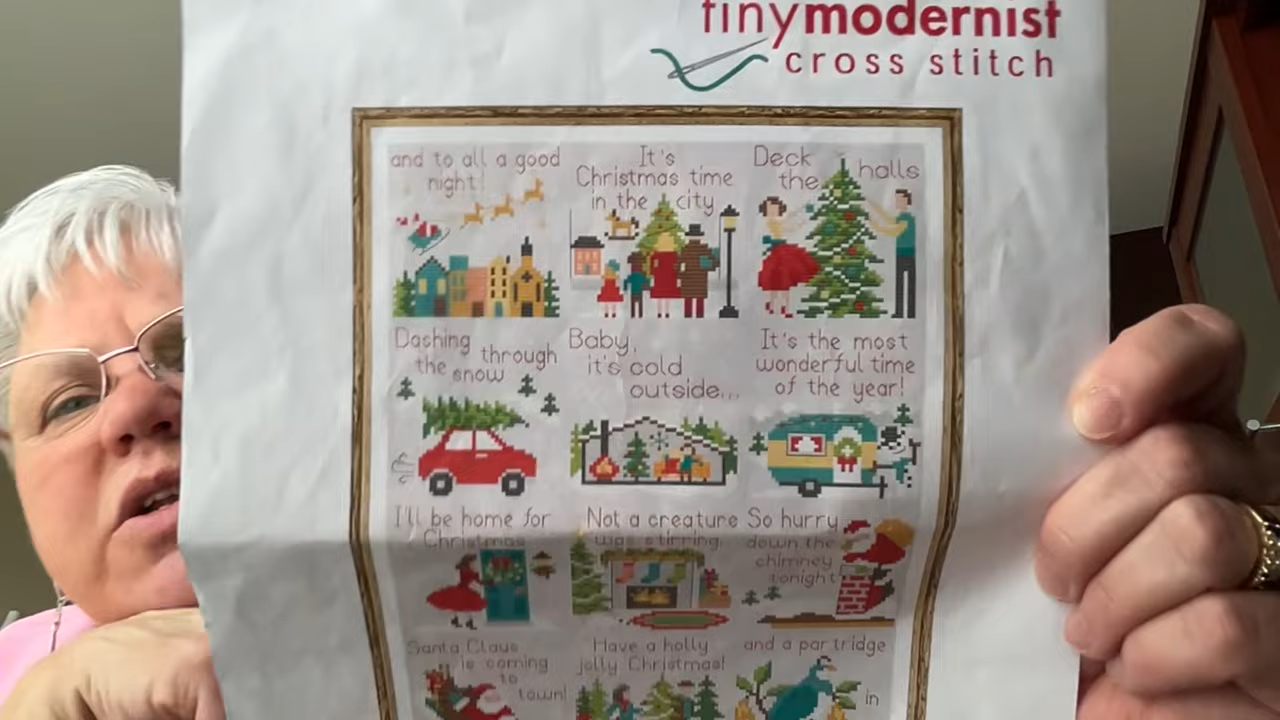 tinymodernist
cross stitch
and to all a good
night!
It's
Christmas time
in the city
Deck
the halls
Dashing
the through
snow
Baby,
it's cold
outside...
It's the most
wonderful time
of the year!
I'll be home for
Christmas
Not a creature
was stirring,
So hurry
down the
chimney
tonight
Santa Claus
is coming
to
town!
Have a holly
jolly Christmas!
and a partridge
in